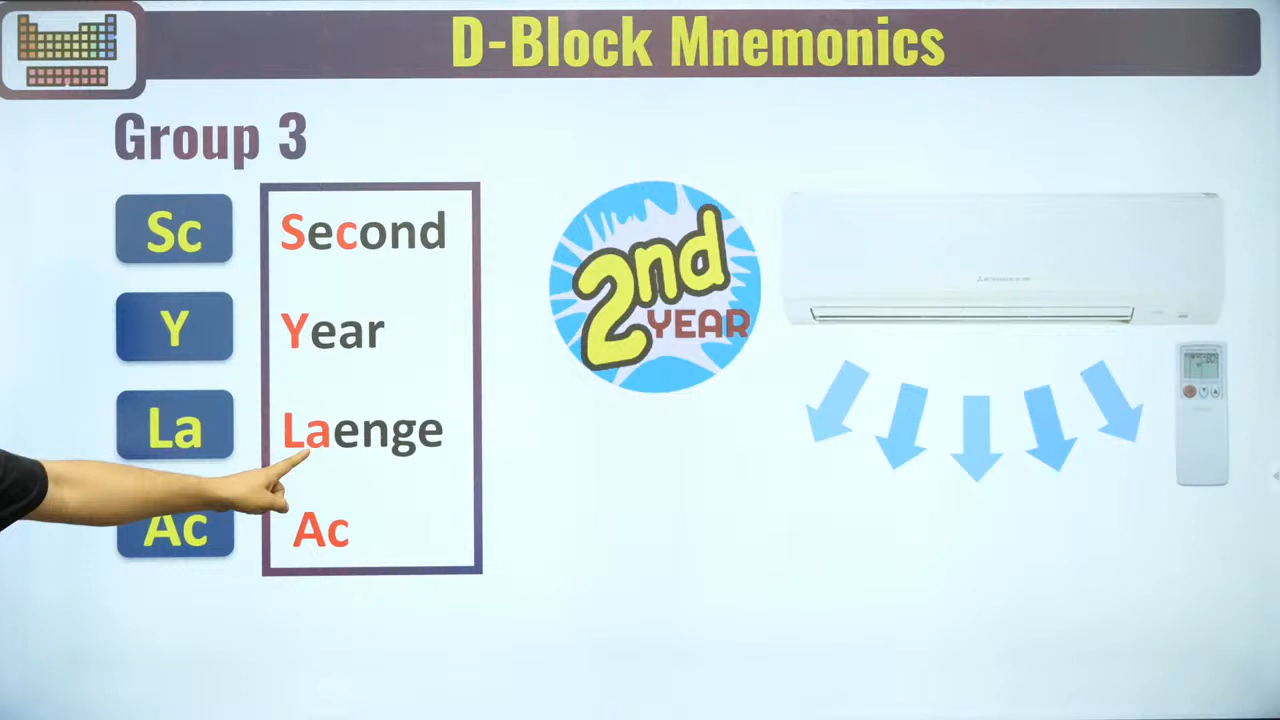 D-Block Mnemonics
Group 3
Sc Second
Y Year
La Laenge
Ac Ac
2nd
YEAR